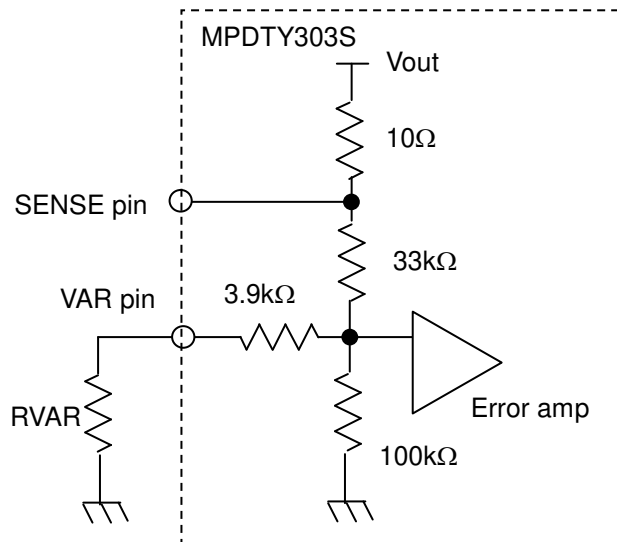 MPDTY303S
Vout
10Ω
SENSE pin
33kΩ
3.9kΩ
VAR pin
RVAR
Error amp
100kΩ